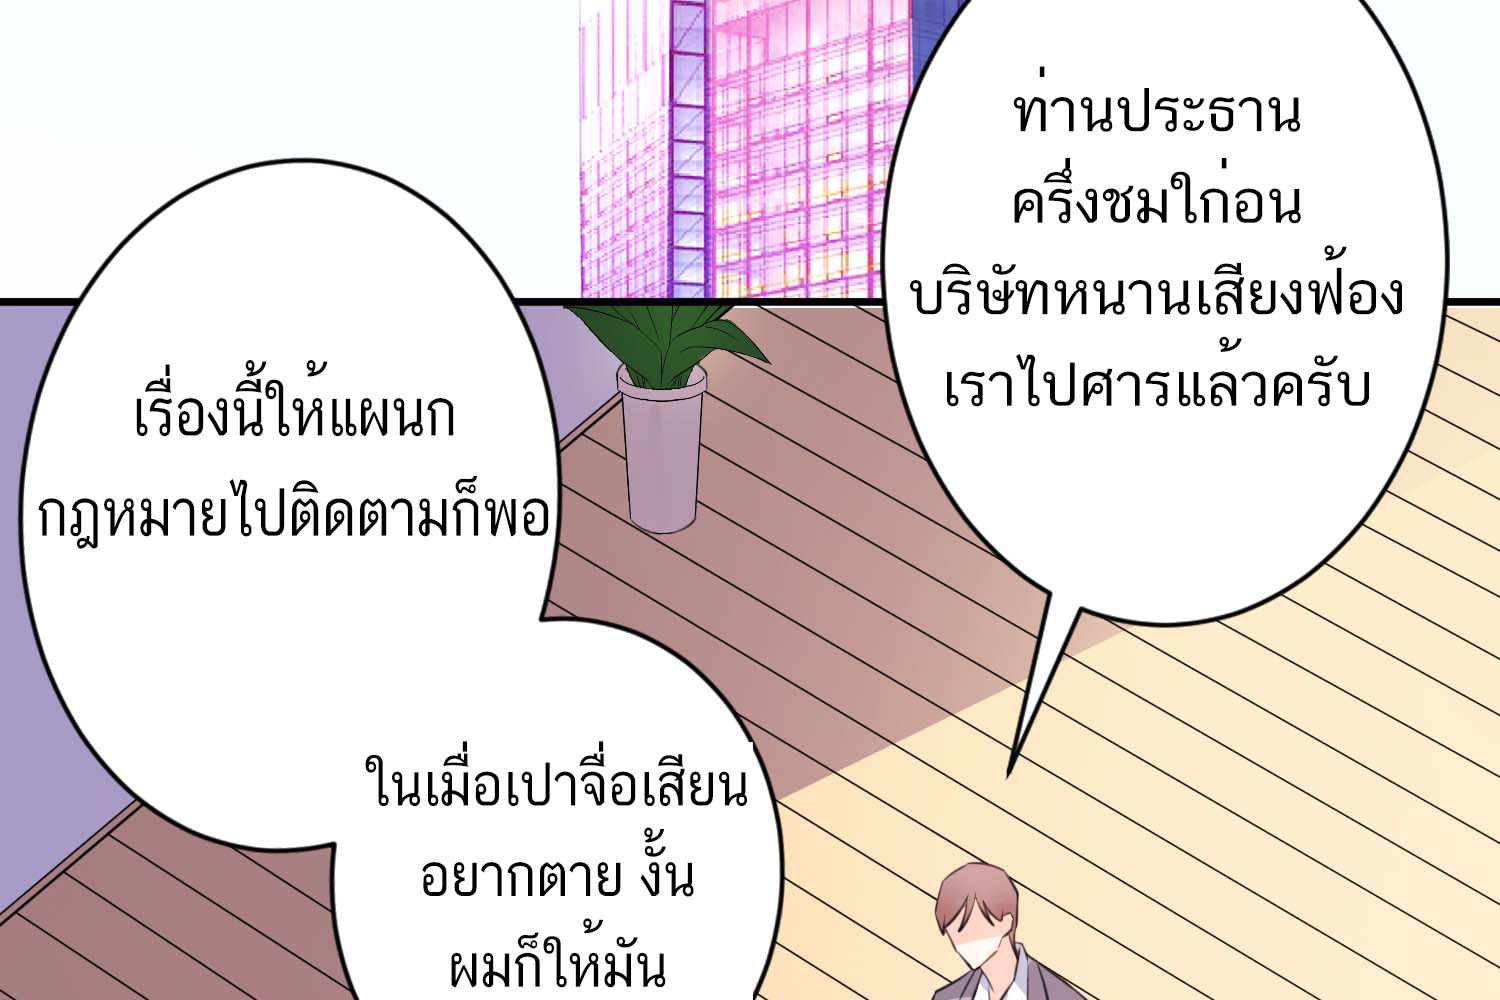 ท่านประธาน
ครึ่งชมใก่อน
บริษัทหนานเสียงฟ้อง
เราไปศารแล้วครับ
เรื่องนี้ให้แผนก
กฎหมายไปติดตามก็พอ
ในเมื่อเปาจื่อเสียน
อยากตาย งั้น
ผมก็ให้มัน